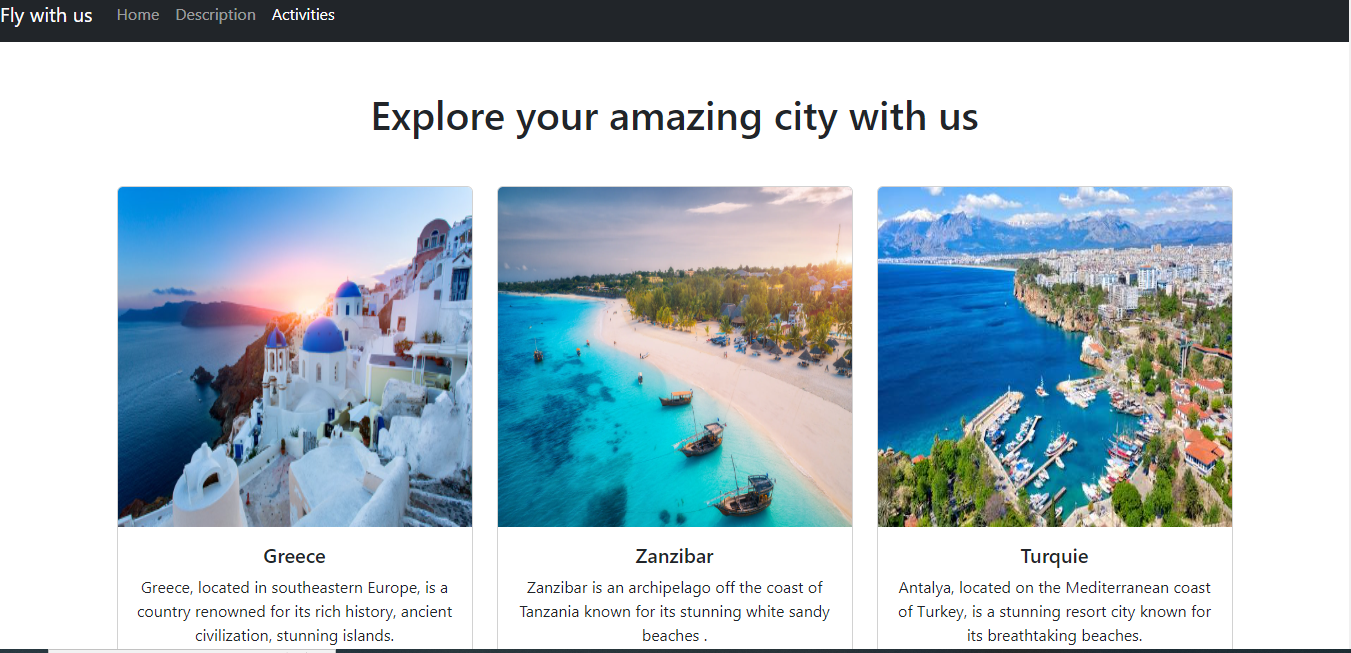 Fly with us Home Description Activities
Explore your amazing city with us
Greece
Greece, located in southeastern Europe, is a
country renowned for its rich history, ancient
civilization, stunning islands.
Zanzibar
Zanzibar is an archipelago off the coast of
Tanzania known for its stunning white sandy
beaches .
Turquie
Antalya, located on the Mediterranean coast
of Turkey, is a stunning resort city known for
its breathtaking beaches.